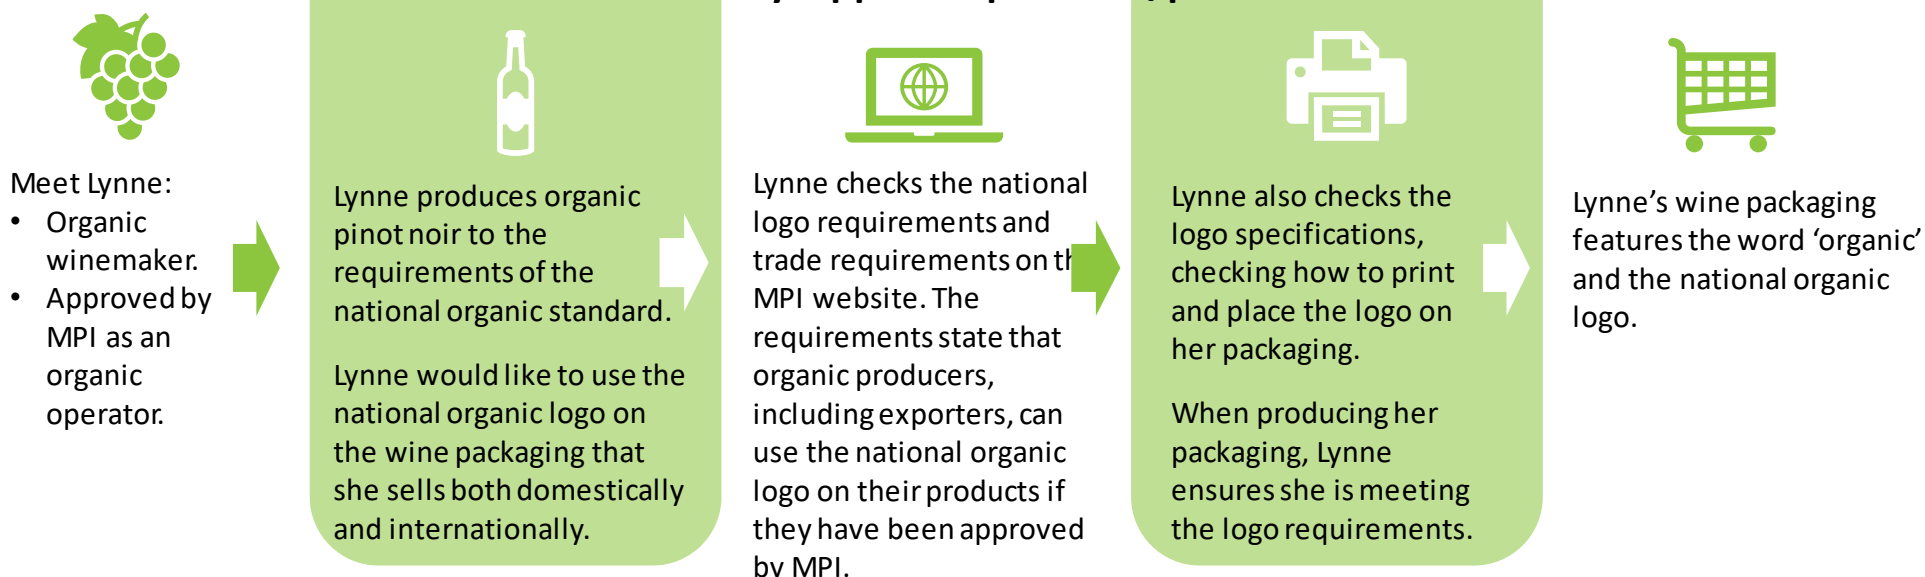 Meet Lynne:
• Organic
winemaker.
• Approved by
MPI as an
organic
operator.
Lynne produces organic
pinot noir to the
requirements of the
national organic standard.
Lynne would like to use the
national organic logo on
the wine packaging that
she sells both domestically
and internationally.
Lynne checks the national
logo requirements and
trade requirements on th
MPI website. The
requirements state that
organic producers,
including exporters, can
use the national organic
logo on their products if
they have been approved
by MPI.
Lynne also checks the
logo specifications,
checking how to print
and place the logo on
her packaging.
When producing her
packaging, Lynne
ensures she is meeting
the logo requirements.
Lynne’s wine packaging
features the word ‘organic’
and the national organic
logo.